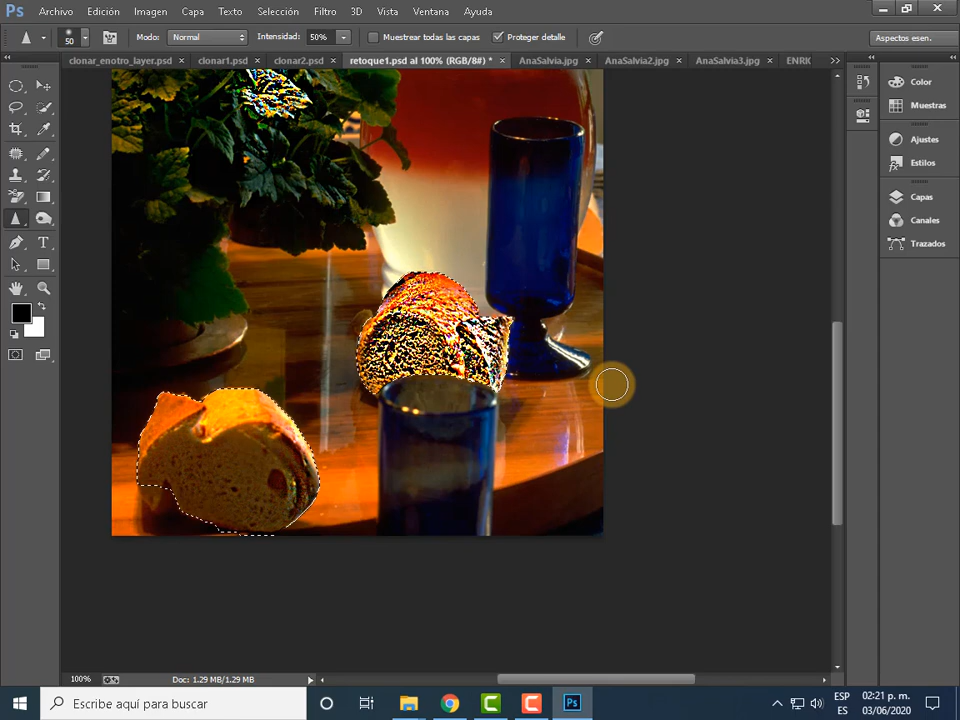 Ps Archivo Edición Imagen Capa Texto Selección Filtro 3D Vista Ventana Ayuda
50 Modo: Normal Intensidad: 50% Muestrear todas las capas Proteger detalle Aspectos esen.
clonar_enotro_layer.psd × clonar1.psd × clonar2.psd × retoque1.psd al 100% (RGB/8#) * × AnaSalvia.jpg × AnaSalvia2.jpg × AnaSalvia3.jpg × ENRK
Color
Muestras
Ajustes
Estilos
Capas
Canales
Trazados
T
100% Doc: 1.29 MB/1.29 MB
Escribe aquí para buscar
Ps
ESP
ES
02:21 p. m.
03/06/2020